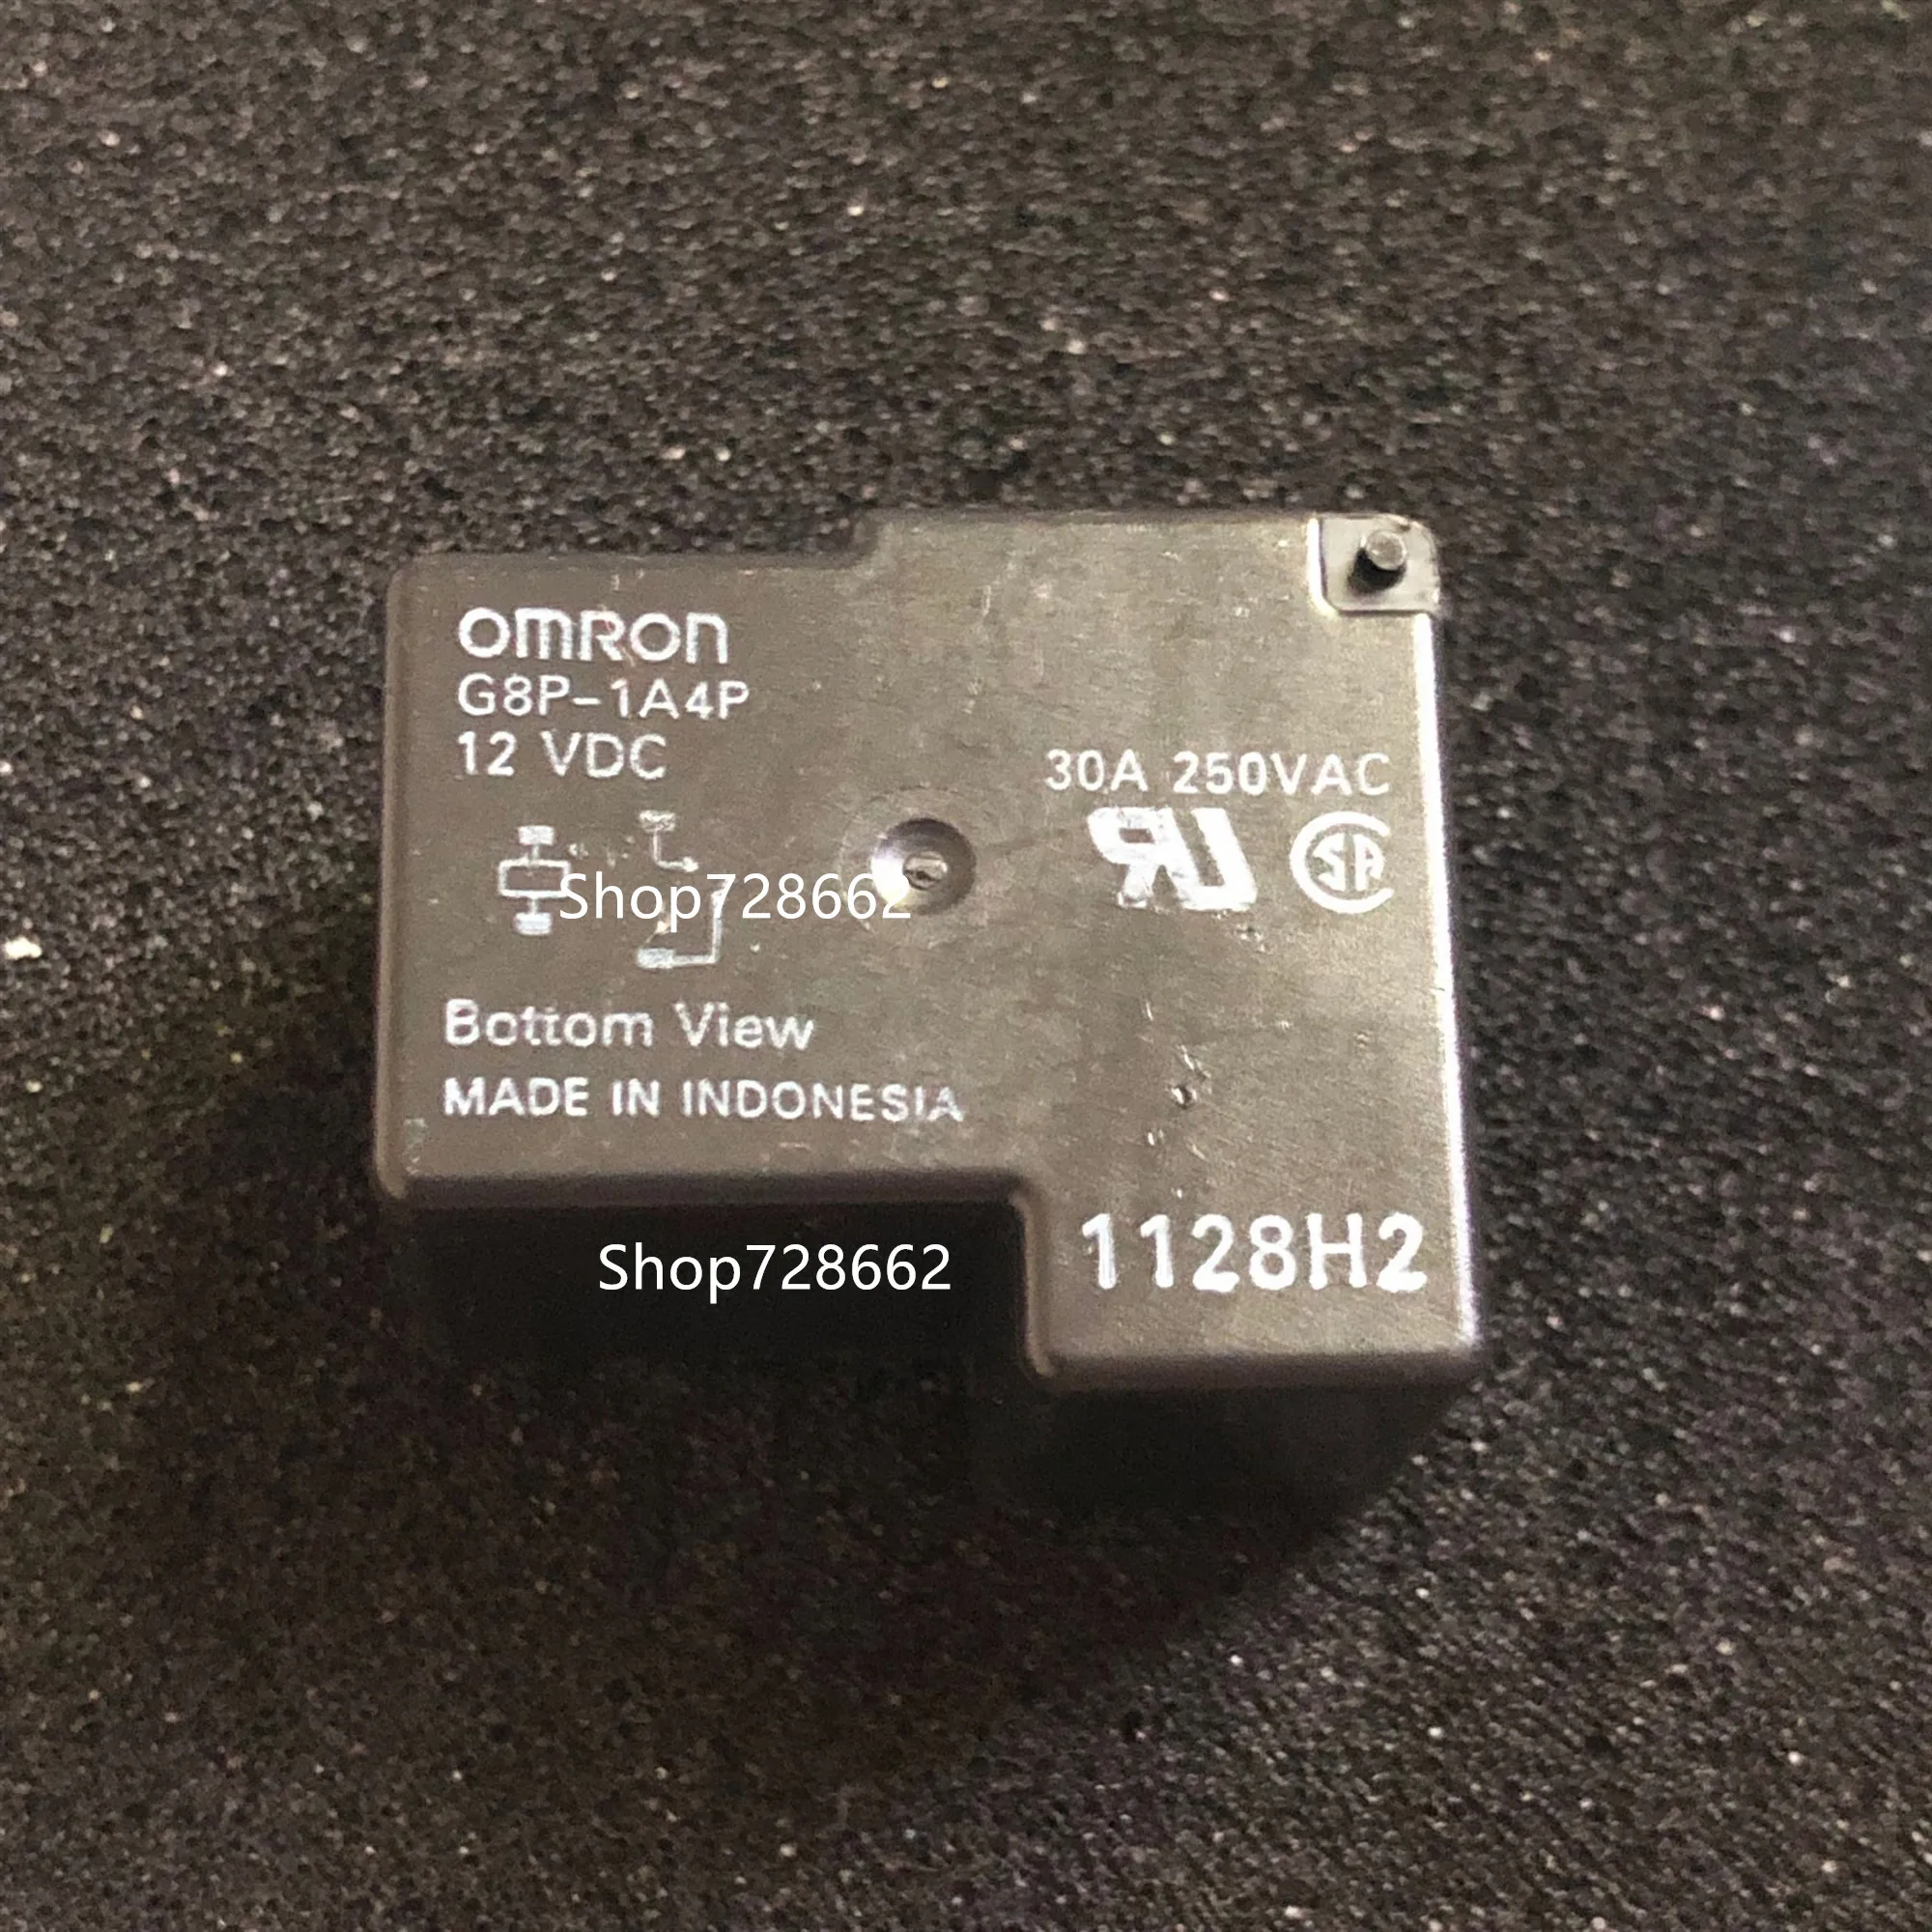 OMRON
G8P-1A4P
12 VDC
30A 250VAC
Shop728662
Bottom View
MADE IN INDONESIA
1128H2
Shop728662